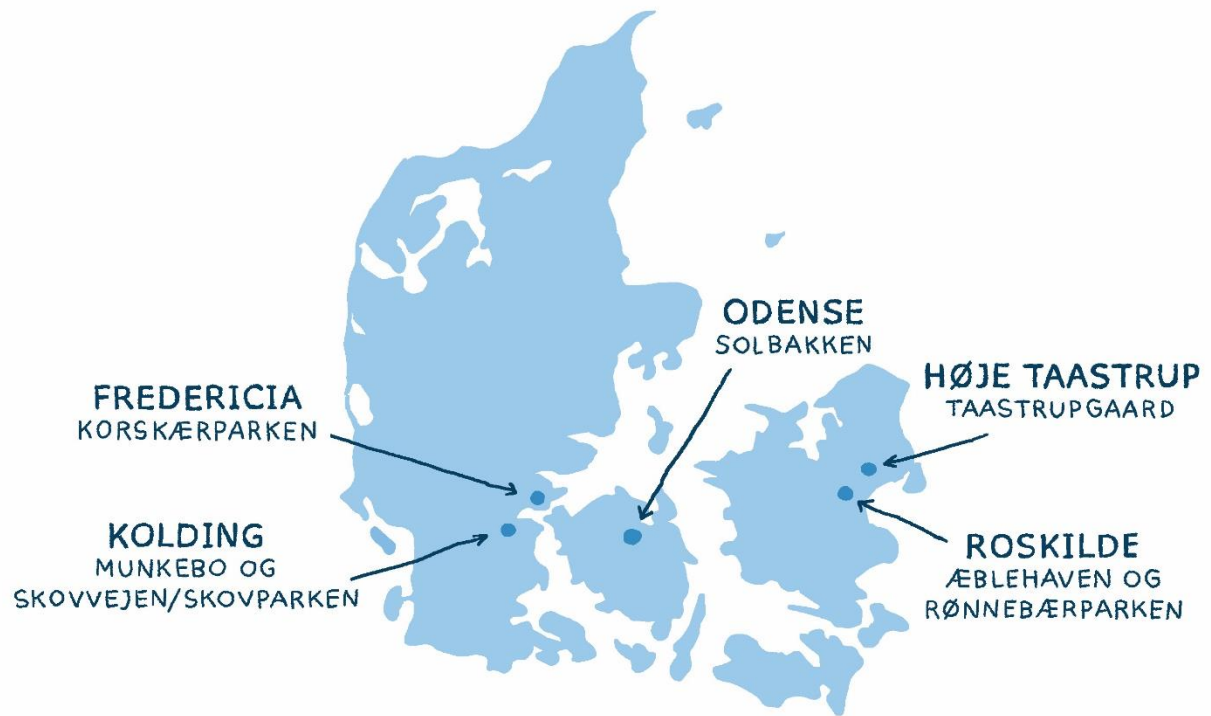 ODENSE
SOLBAKKEN
HØJE TAASTRUP
TAASTRUPGAARD
FREDERICIA
KORSKÆRPARKEN
KOLDING
MUNKEBO OG
SKOVVEJEN/SKOVPARKEN
ROSKILDE
ÆBLEHAVEN OG
RØNNEBÆRPARKEN